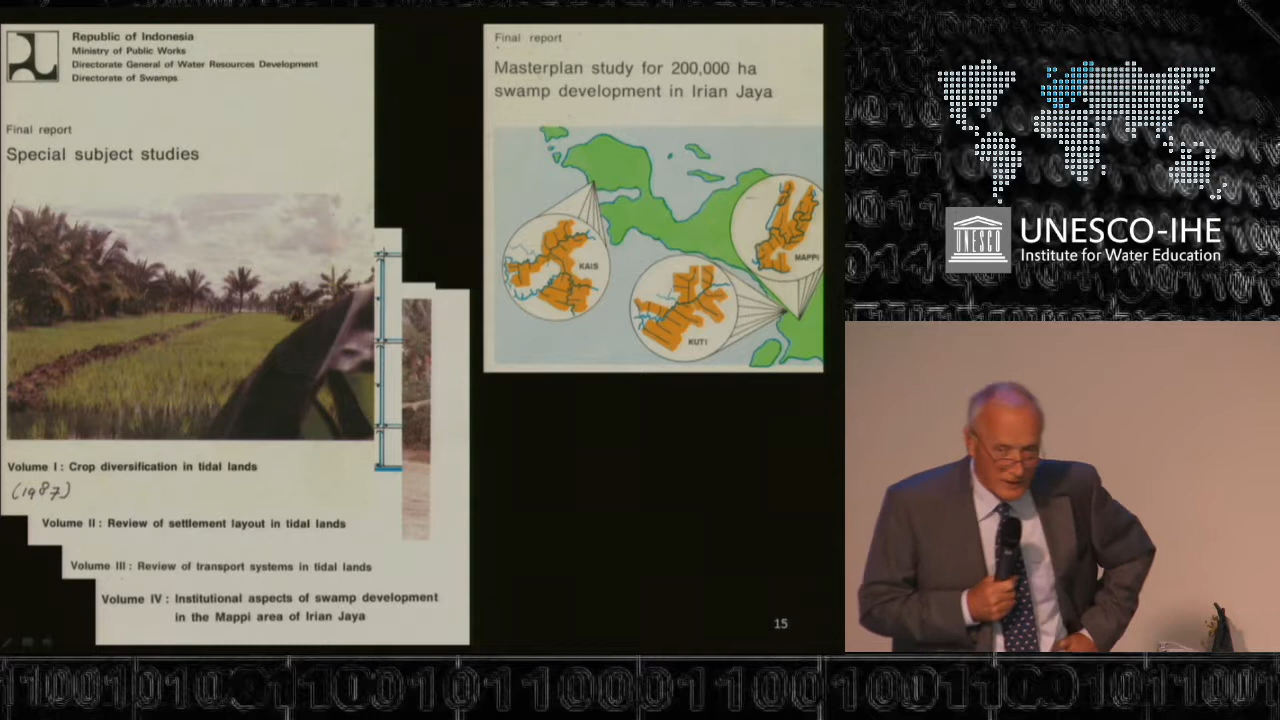 Republic of Indonesia
Ministry of Public Works
Directorate General of Water Resources Development
Directorate of Swamps
Final report
Special subject studies
Volume I : Crop diversification in tidal lands
(1987)
Volume II : Review of settlement layout in tidal lands
Volume III : Review of transport systems in tidal lands
Volume IV : Institutional aspects of swamp development
in the Mappi area of Irian Jaya
Final report
Masterplan study for 200,000 ha
swamp development in Irian Jaya
KAIS
MAPPI
KUTI
15
UNESCO
UNESCO-IHE
Institute for Water Education